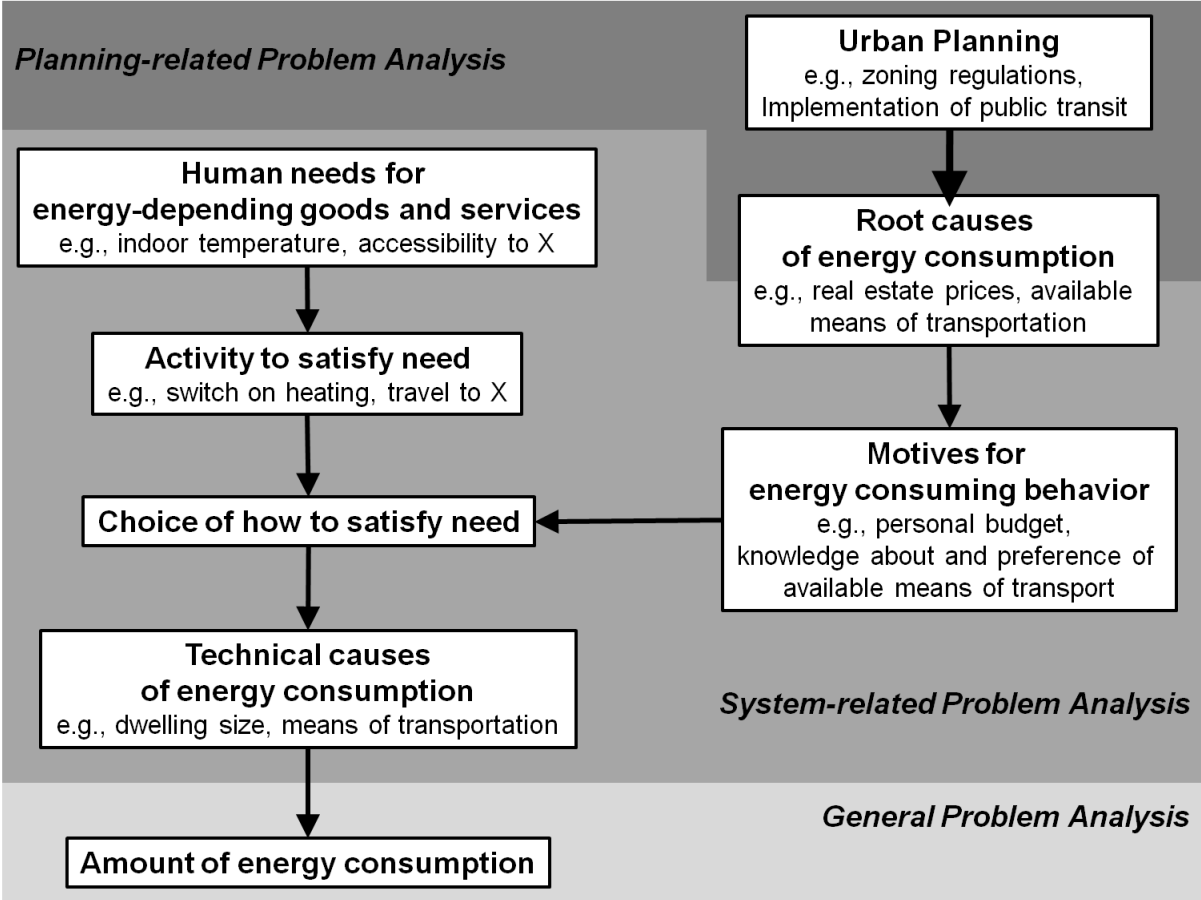 Planning-related Problem Analysis
Urban Planning
e.g., zoning regulations,
Implementation of public transit
Human needs for
energy-depending goods and services
e.g., indoor temperature, accessibility to X
Root causes
of energy consumption
e.g., real estate prices, available
means of transportation
Activity to satisfy need
e.g., switch on heating, travel to X
Motives for
energy consuming behavior
e.g., personal budget,
knowledge about and preference of
available means of transport
Choice of how to satisfy need
Technical causes
of energy consumption
e.g., dwelling size, means of transportation
System-related Problem Analysis
General Problem Analysis
Amount of energy consumption